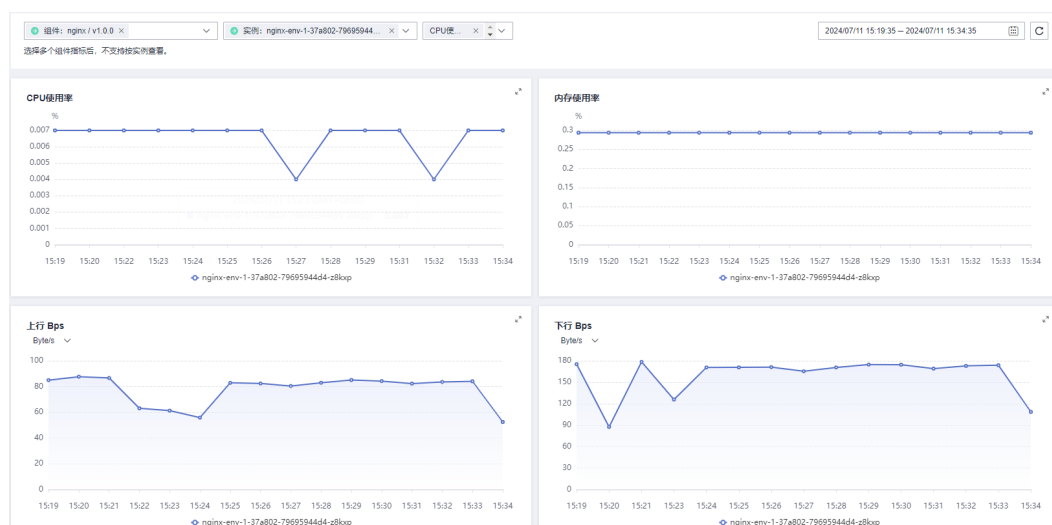 组件：nginx / v1.0.0 ×
实例：nginx-env-1-37a802-79695944... ×
CPU使... ×
2024/07/11 15:19:35 – 2024/07/11 15:34:35
选择多个组件指标后，不支持按实例查看。
CPU使用率
%
0.007
0.006
0.005
0.004
0.003
0.002
0.001
0
15:19 15:20 15:22 15:23 15:24 15:25 15:26 15:27 15:28 15:29 15:31 15:32 15:33 15:34
nginx-env-1-37a802-79695944d4-z8kxp
内存使用率
%
0.3
0.25
0.2
0.15
0.1
0.05
0
15:19 15:20 15:22 15:23 15:24 15:25 15:26 15:27 15:28 15:29 15:30 15:31 15:32 15:33 15:34
nginx-env-1-37a802-79695944d4-z8kxp
上行 Bps
Byte/s
100
80
60
40
20
0
15:19 15:20 15:21 15:22 15:23 15:24 15:25 15:26 15:27 15:28 15:29 15:30 15:31 15:32 15:33 15:34
nginx-env-1-37a802-79695944d4-z8kxp
下行 Bps
Byte/s
180
150
120
90
60
30
0
15:19 15:20 15:21 15:23 15:24 15:25 15:26 15:27 15:28 15:29 15:30 15:31 15:32 15:33 15:34
nginx-env-1-37a802-79695944d4-z8kxp